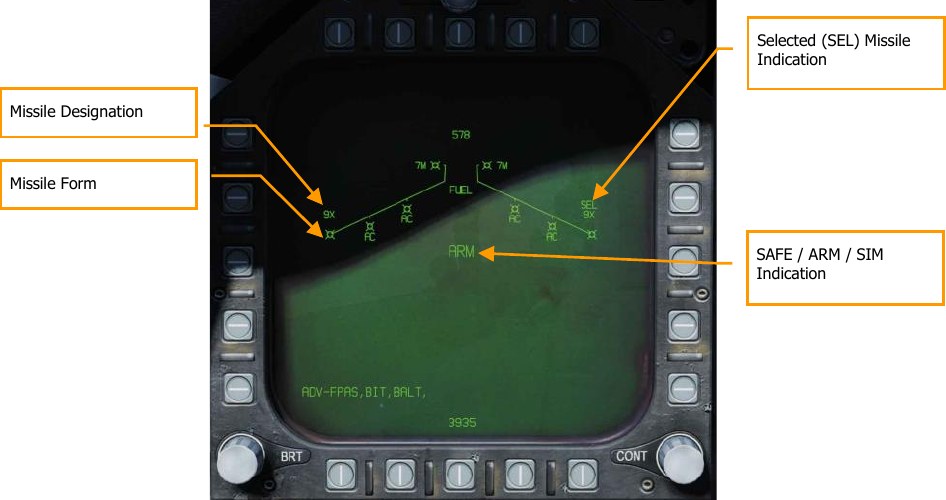 Selected (SEL) Missile
Indication
Missile Designation
Missile Form
578
7M
7M
FUEL
9X
SEL
9X
AC
AC
AC
AC
ARM
SAFE / ARM / SIM
Indication
ADV-FPAS,BIT,BALT,
3935
BRT
CONT